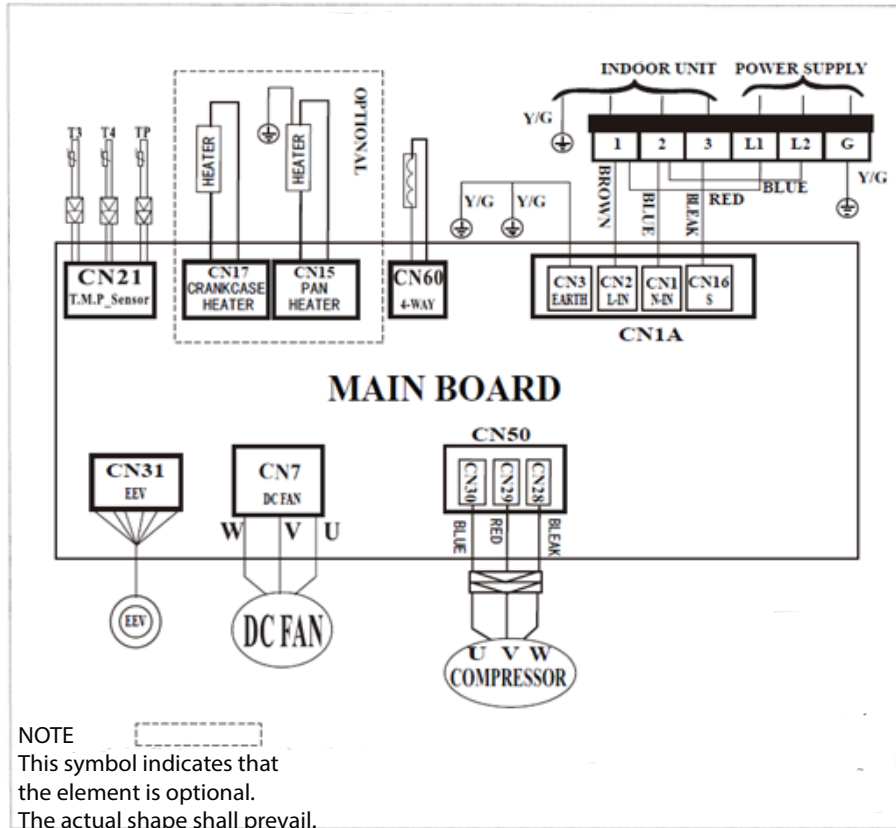 INDOOR UNIT POWER SUPPLY
Y/G
1 2 3 L1 L2 G
Y/G
BROWN
BLUE
BLEAK
RED
BLUE
T3 T4 TP
HEATER
HEATER
OPTIONAL
Y/G Y/G
CN21
T.M.P_Sensor
CN17
CRANKCASE
HEATER
CN15
PAN
HEATER
CN60
4-WAY
CN3
EARTH
CN2
L-IN
CN1
N-IN
CN16
S
CN1A
MAIN BOARD
CN31
EEV
CN7
DC FAN
W V U
CN50
CN30
CN29
CN28
BLUE
RED
BLEAK
EEV
DC FAN
U V W
COMPRESSOR
NOTE
This symbol indicates that
the element is optional.
The actual shape shall prevail.